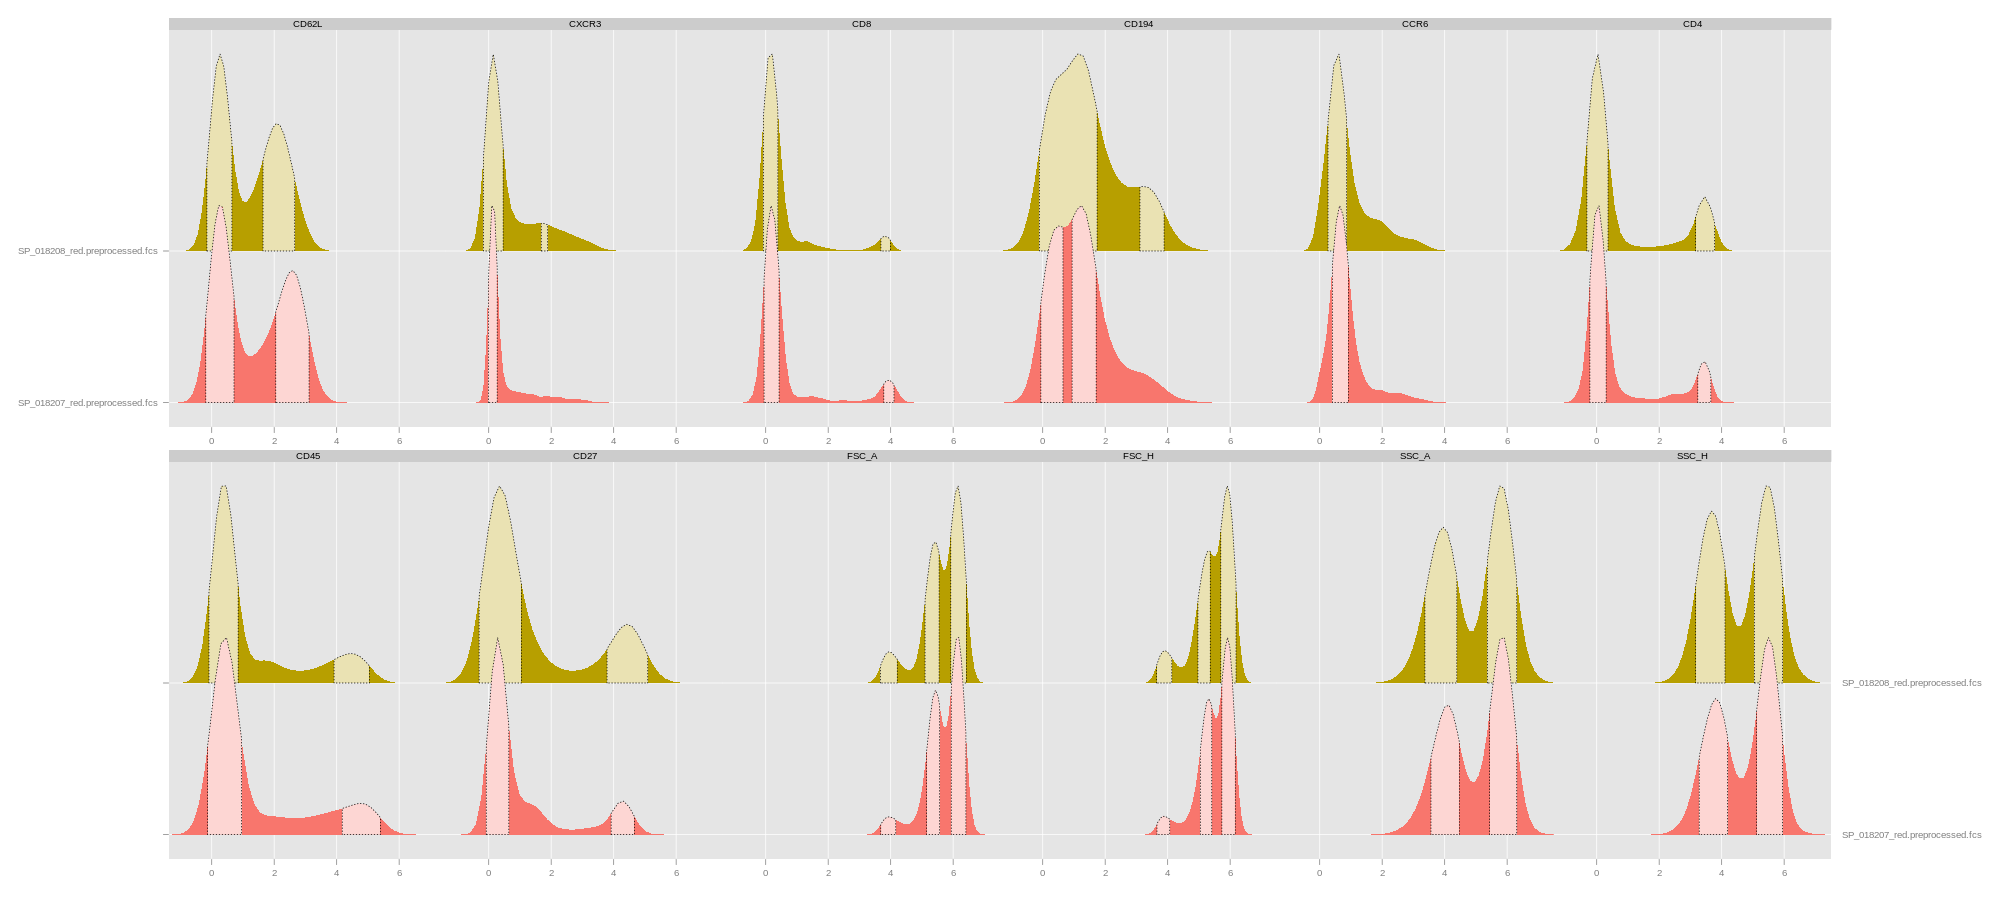 CD62L CXCR3 CD8 CD194 CCR6 CD4
SP_018208_red.preprocessed.fcs
SP_018207_red.preprocessed.fcs
0 2 4 6 0 2 4 6 0 2 4 6 0 2 4 6 0 2 4 6 0 2 4 6
CD45 CD27 FSC_A FSC_H SSC_A SSC_H
SP_018208_red.preprocessed.fcs
SP_018207_red.preprocessed.fcs
0 2 4 6 0 2 4 6 0 2 4 6 0 2 4 6 0 2 4 6 0 2 4 6